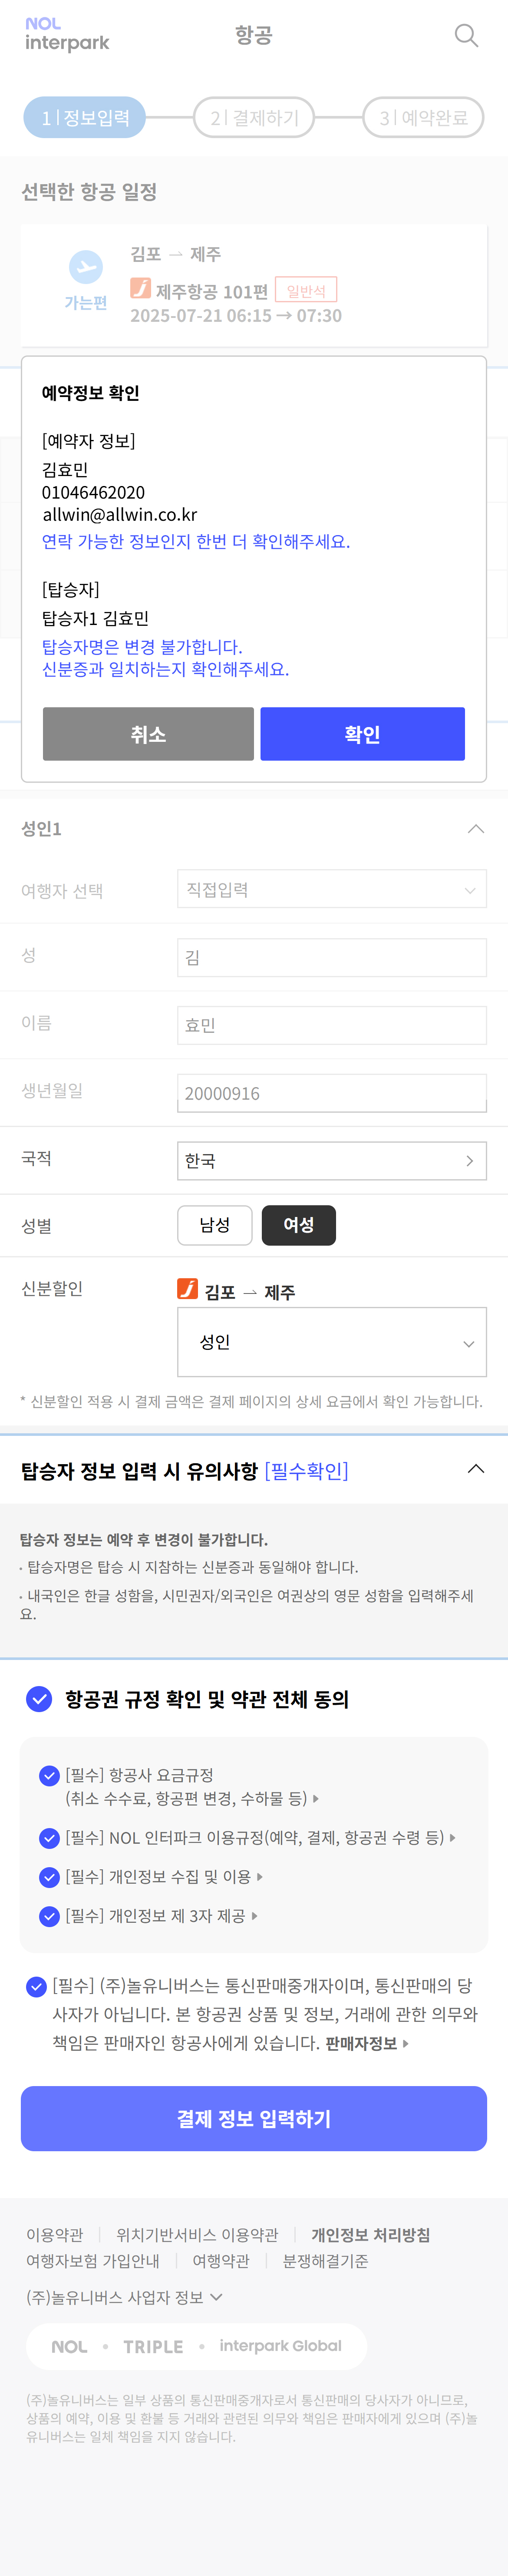 NOL
interpark
항공
1 | 정보입력
2 | 결제하기
3 | 예약완료
선택한 항공 일정
가는편
김포 → 제주
제주항공 101편 일반석
2025-07-21 06:15 → 07:30
예약정보 확인
[예약자 정보]
김효민
01046462020
allwin@allwin.co.kr
연락 가능한 정보인지 한번 더 확인해주세요.
[탑승자]
탑승자1 김효민
탑승자명은 변경 불가합니다.
신분증과 일치하는지 확인해주세요.
취소
확인
성인1
여행자 선택
직접입력
성
김
이름
효민
생년월일
20000916
국적
한국
성별
남성
여성
신분할인
김포 → 제주
성인
* 신분할인 적용 시 결제 금액은 결제 페이지의 상세 요금에서 확인 가능합니다.
탑승자 정보 입력 시 유의사항 [필수확인]
탑승자 정보는 예약 후 변경이 불가합니다.
• 탑승자명은 탑승 시 지참하는 신분증과 동일해야 합니다.
• 내국인은 한글 성함을, 시민권자/외국인은 여권상의 영문 성함을 입력해주세
요.
항공권 규정 확인 및 약관 전체 동의
[필수] 항공사 요금규정
(취소 수수료, 항공편 변경, 수하물 등)
[필수] NOL 인터파크 이용규정(예약, 결제, 항공권 수령 등)
[필수] 개인정보 수집 및 이용
[필수] 개인정보 제 3자 제공
[필수] (주)놀유니버스는 통신판매중개자이며, 통신판매의 당
사자가 아닙니다. 본 항공권 상품 및 정보, 거래에 관한 의무와
책임은 판매자인 항공사에게 있습니다. 판매자정보
결제 정보 입력하기
이용약관 | 위치기반서비스 이용약관 | 개인정보 처리방침
여행자보험 가입안내 | 여행약관 | 분쟁해결기준
(주)놀유니버스 사업자 정보
NOL • TRIPLE • interpark Global
(주)놀유니버스는 일부 상품의 통신판매중개자로서 통신판매의 당사자가 아니므로,
상품의 예약, 이용 및 환불 등 거래와 관련된 의무와 책임은 판매자에게 있으며 (주)놀
유니버스는 일체 책임을 지지 않습니다.